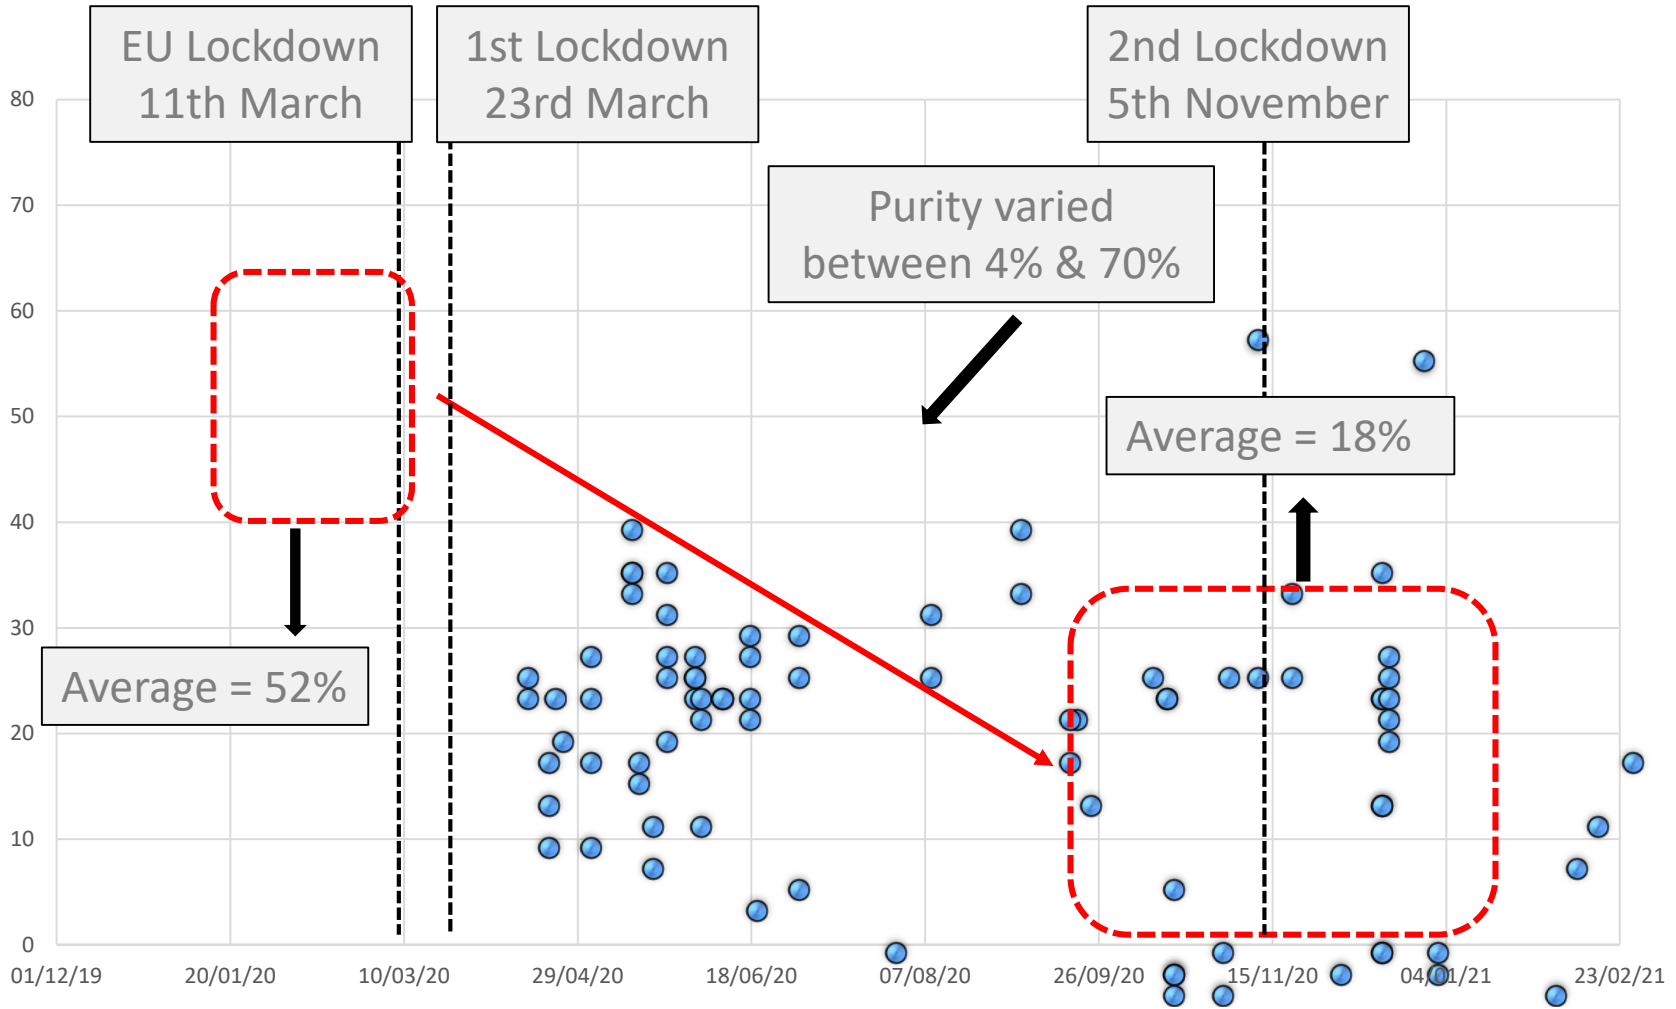 EU Lockdown
11th March
1st Lockdown
23rd March
2nd Lockdown
5th November
Purity varied
between 4% & 70%
Average = 18%
Average = 52%
80
70
60
50
40
30
20
10
0
01/12/19
20/01/20
10/03/20
29/04/20
18/06/20
07/08/20
26/09/20
15/11/20
04/01/21
23/02/21